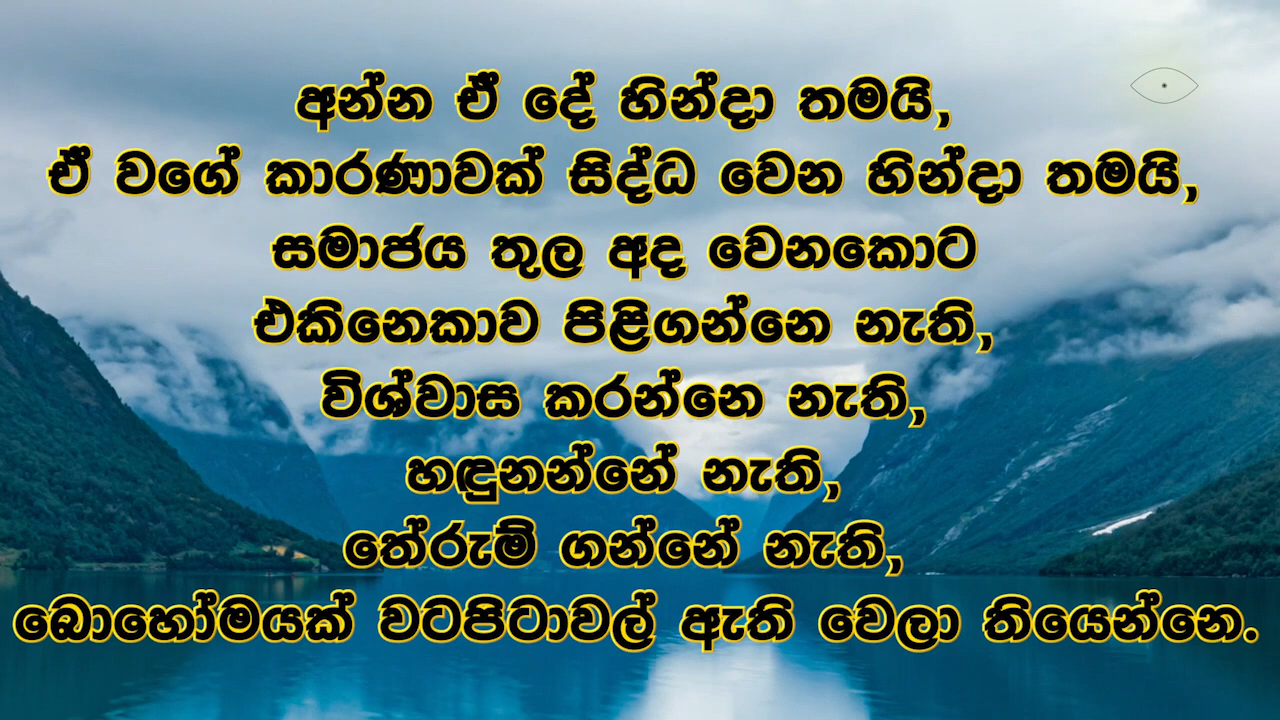 අන්න ඒ දේ හින්දා තමයි,
ඒ වගේ කාරණාවක් සිද්ධ වෙන හින්දා තමයි,
සමාජය තුල අද වෙනකොට
එකිනෙකාව පිළිගන්නෙ නැති,
විශ්වාස කරන්නෙ නැති,
හඳුනන්නේ නැති,
තේරුම් ගන්නේ නැති,
බොහෝමයක් වටපිටාවල් ඇති වෙලා තියෙන්නෙ.